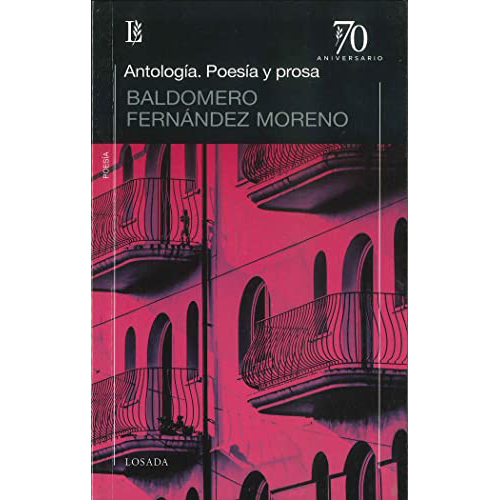 L
70
ANIVERSARIO
Antología. Poesía y prosa
BALDOMERO
FERNÁNDEZ MORENO
POESÍA
LOSADA